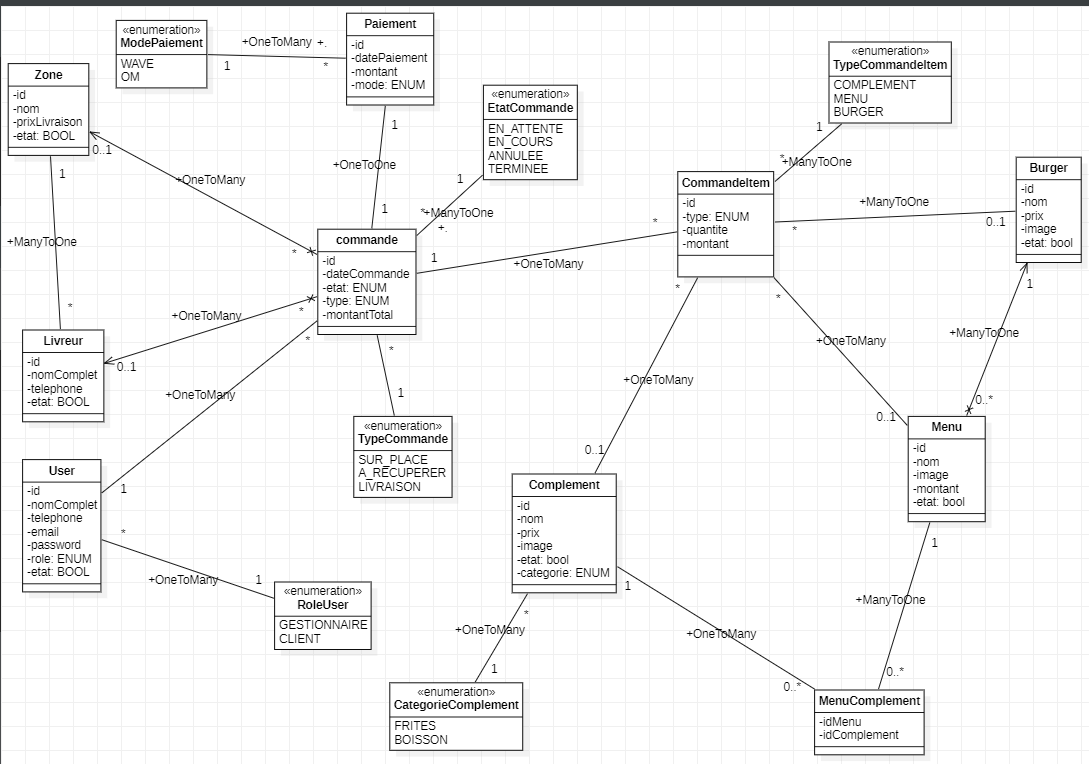 «enumeration»
ModePaiement
WAVE
OM
+OneToMany +.
1
*
Paiement
-id
-datePaiement
-montant
-mode: ENUM
1
+OneToOne
1
Zone
-id
-nom
-prixLivraison
-etat: BOOL
0..1
+OneToMany
*
1
+ManyToOne
*
«enumeration»
EtatCommande
EN_ATTENTE
EN_COURS
ANNULEE
TERMINEE
1
*
+ManyToOne
+.
«enumeration»
TypeCommandeItem
COMPLEMENT
MENU
BURGER
1
*
+ManyToOne
CommandeItem
-id
-type: ENUM
-quantite
-montant
Burger
-id
-nom
-prix
-image
-etat: bool
+ManyToOne
0..1
*
commande
-id
-dateCommande
-etat: ENUM
-type: ENUM
-montantTotal
1
+OneToMany
*
Livreur
-id
-nomComplet
-telephone
-etat: BOOL
0..1
+OneToMany
*
*
+OneToMany
1
*
1
«enumeration»
TypeCommande
SUR_PLACE
A_RECUPERER
LIVRAISON
*
+OneToMany
0..1
*
+OneToMany
0..1
1
+ManyToOne
0..*
Menu
-id
-nom
-image
-montant
-etat: bool
User
-id
-nomComplet
-telephone
-email
-password
-role: ENUM
-etat: BOOL
*
+OneToMany
1
«enumeration»
RoleUser
GESTIONNAIRE
CLIENT
Complement
-id
-nom
-prix
-image
-etat: bool
-categorie: ENUM
*
+OneToMany
1
«enumeration»
CategorieComplement
FRITES
BOISSON
1
+OneToMany
0..*
1
+ManyToOne
0..*
MenuComplement
-idMenu
-idComplement